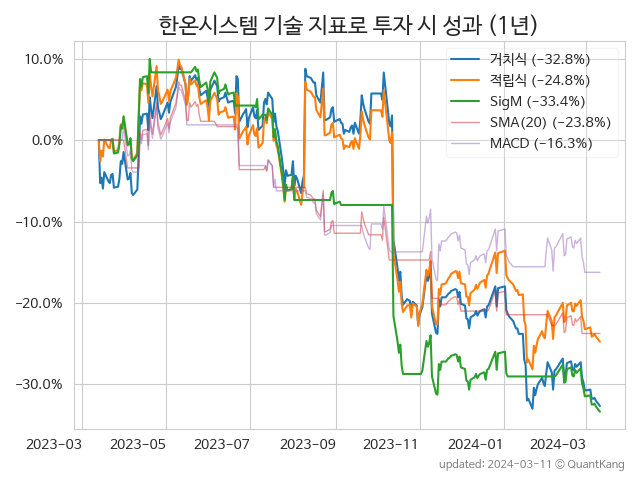 한온시스템 기술 지표로 투자 시 성과 (1년)
거치식 (−32.8%)
적립식 (−24.8%)
SigM (−33.4%)
SMA(20) (−23.8%)
MACD (−16.3%)
10.0%
0.0%
−10.0%
−20.0%
−30.0%
2023-03 2023-05 2023-07 2023-09 2023-11 2024-01 2024-03
updated: 2024-03-11 © QuantKang